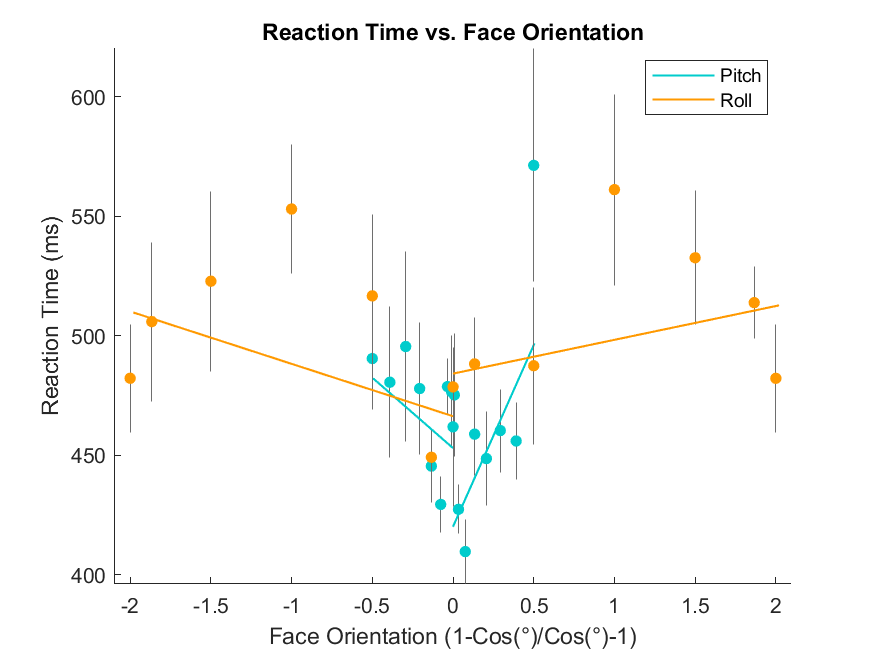 Reaction Time vs. Face Orientation
Pitch
Roll
600
550
500
450
400
Reaction Time (ms)
-2 -1.5 -1 -0.5 0 0.5 1 1.5 2
Face Orientation (1-Cos(°)/Cos(°)-1)